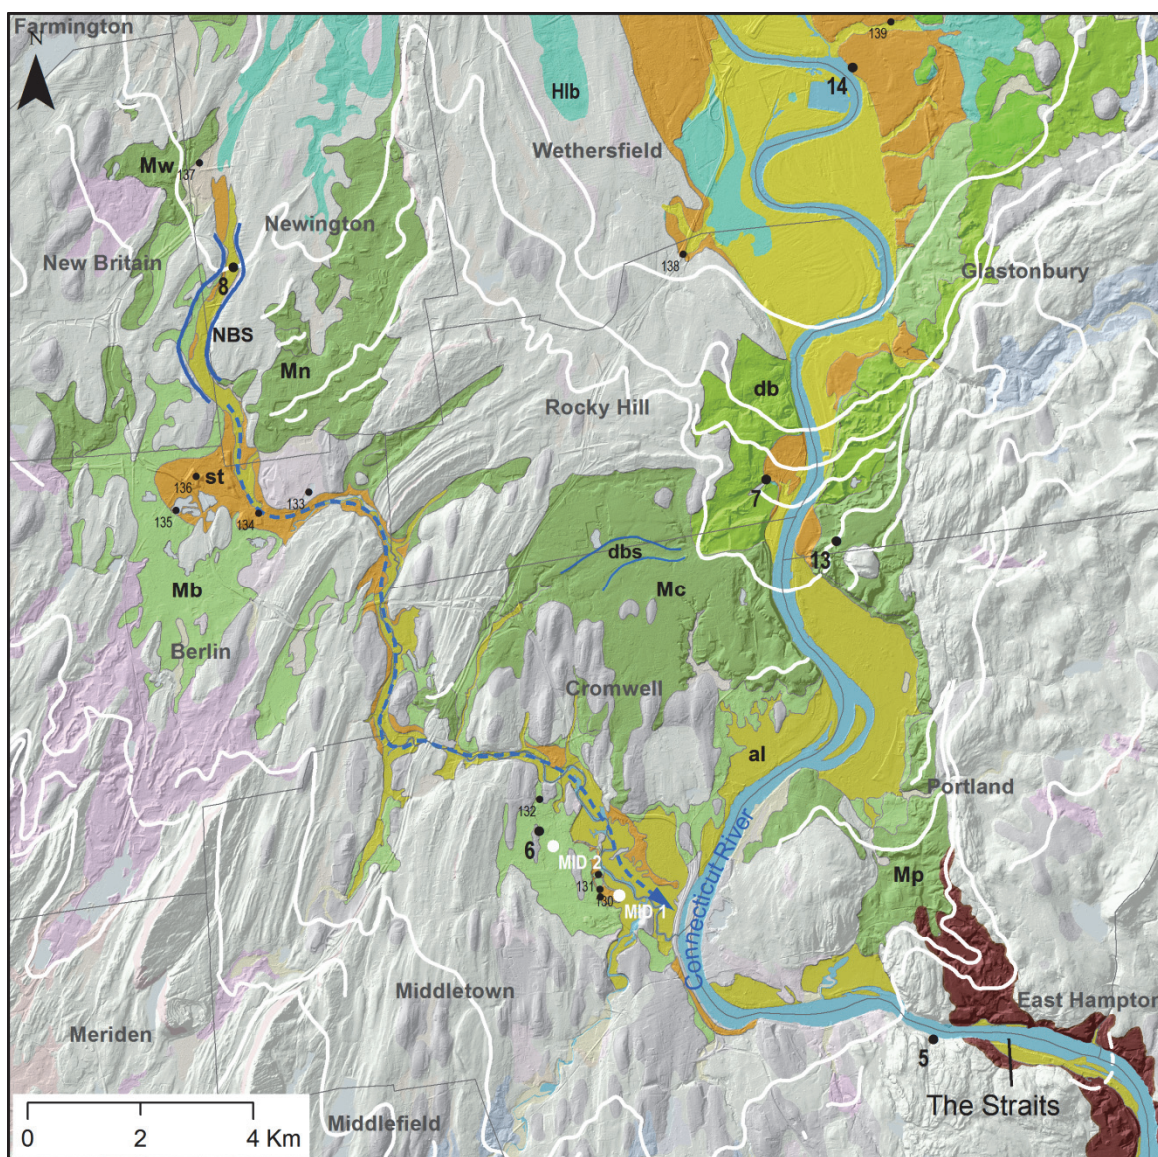 Farmington
N
139
14
Hlb
Wethersfield
Mw
137
Newington
New Britain
138
Glastonbury
8
NBS
Mn
db
Rocky Hill
st
136
133
7
135
134
13
dbs
Mb
Mc
Berlin
Cromwell
al
Portland
132
6
MID 2
Mp
131
130
MID 1
Connecticut River
Middletown
East Hampton
Meriden
5
The Straits
Middlefield
0 2 4 Km